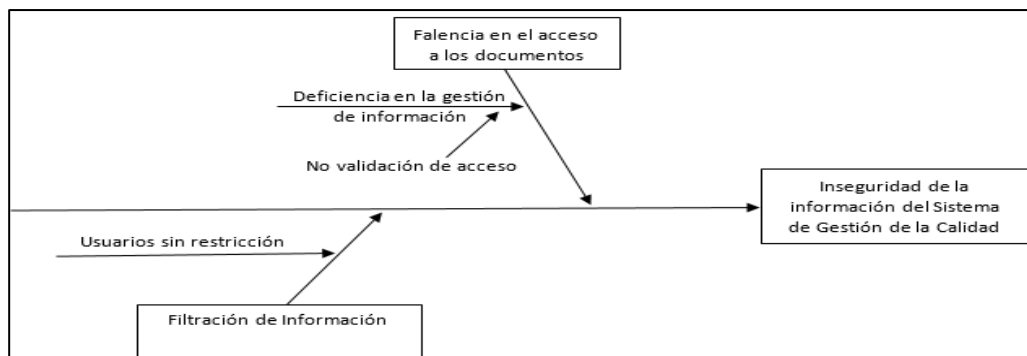 Falencia en el acceso
a los documentos
Deficiencia en la gestión
de información
No validación de acceso
Inseguridad de la
información del Sistema
de Gestión de la Calidad
Usuarios sin restricción
Filtración de Información